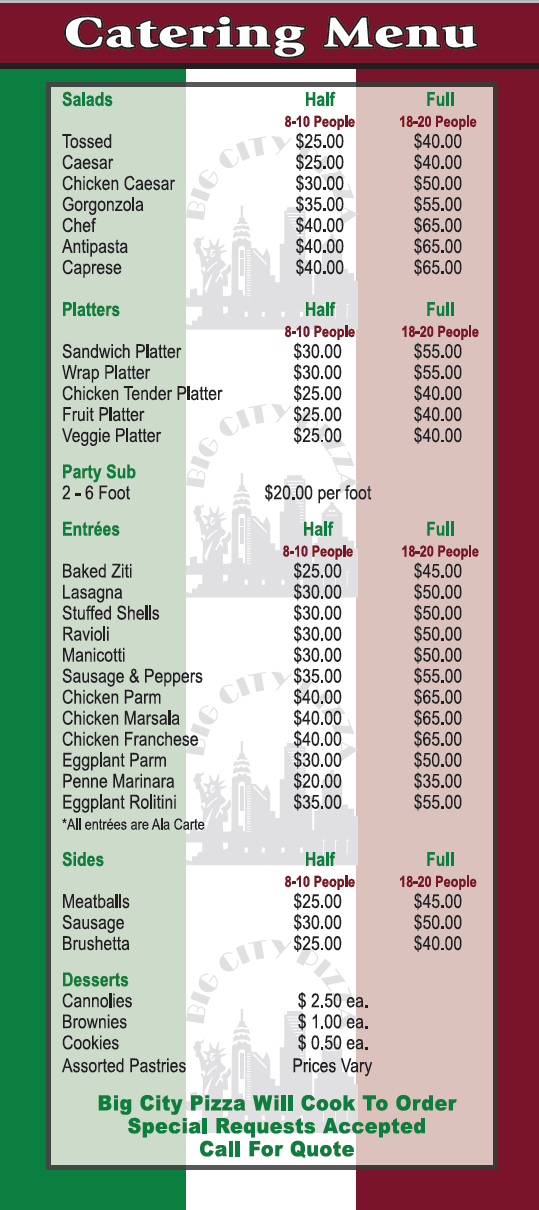 Catering Menu
Salads Half Full
8-10 People 18-20 People
Tossed $25.00 $40.00
Caesar $25.00 $40.00
Chicken Caesar $30.00 $50.00
Gorgonzola $35.00 $55.00
Chef $40.00 $65.00
Antipasta $40.00 $65.00
Caprese $40.00 $65.00
BIG CITY PIZZA
Platters Half Full
8-10 People 18-20 People
Sandwich Platter $30.00 $55.00
Wrap Platter $30.00 $55.00
Chicken Tender Platter $25.00 $40.00
Fruit Platter $25.00 $40.00
Veggie Platter $25.00 $40.00
BIG CITY PIZZA
Party Sub
2 - 6 Foot $20.00 per foot
Entrées Half Full
8-10 People 18-20 People
Baked Ziti $25.00 $45.00
Lasagna $30.00 $50.00
Stuffed Shells $30.00 $50.00
Ravioli $30.00 $50.00
Manicotti $30.00 $50.00
Sausage & Peppers $35.00 $55.00
Chicken Parm $40.00 $65.00
Chicken Marsala $40.00 $65.00
Chicken Franchese $40.00 $65.00
Eggplant Parm $30.00 $50.00
Penne Marinara $20.00 $35.00
Eggplant Rolitini $35.00 $55.00
*All entrées are Ala Carte
BIG CITY PIZZA
Sides Half Full
8-10 People 18-20 People
Meatballs $25.00 $45.00
Sausage $30.00 $50.00
Brushetta $25.00 $40.00
Desserts
Cannolies $ 2.50 ea.
Brownies $ 1.00 ea.
Cookies $ 0.50 ea.
Assorted Pastries Prices Vary
BIG CITY PIZZA
Big City Pizza Will Cook To Order
Special Requests Accepted
Call For Quote